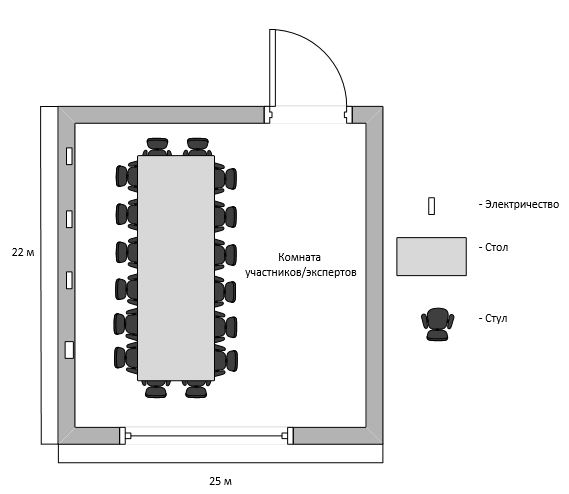 22 м
Комната
участников/экспертов
25 м
- Электричество
- Стол
- Стул